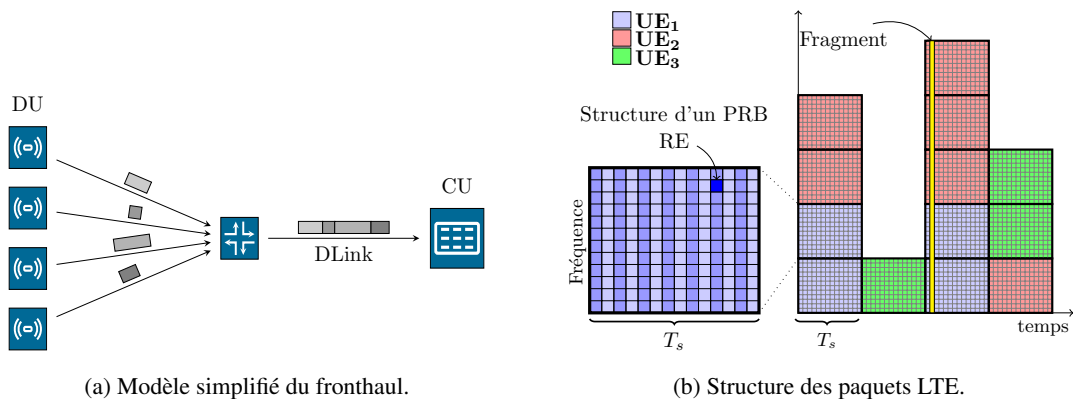 DU
CU
DLink
(a) Modèle simplifié du fronthaul.
UE₁
UE₂
UE₃
Fragment
Structure d'un PRB
RE
Fréquence
Tₛ
Tₛ
temps
(b) Structure des paquets LTE.